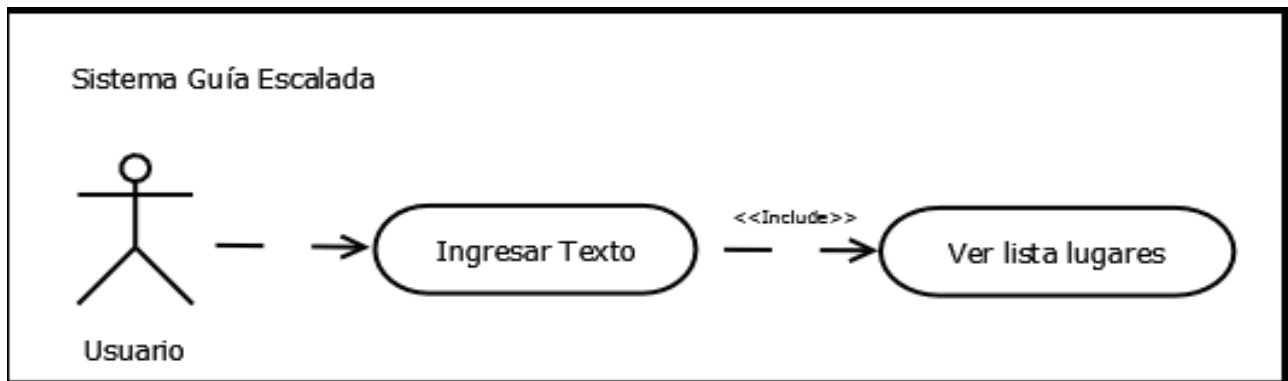 Sistema Guía Escalada
<<Include>>
Ingresar Texto
Ver lista lugares
Usuario